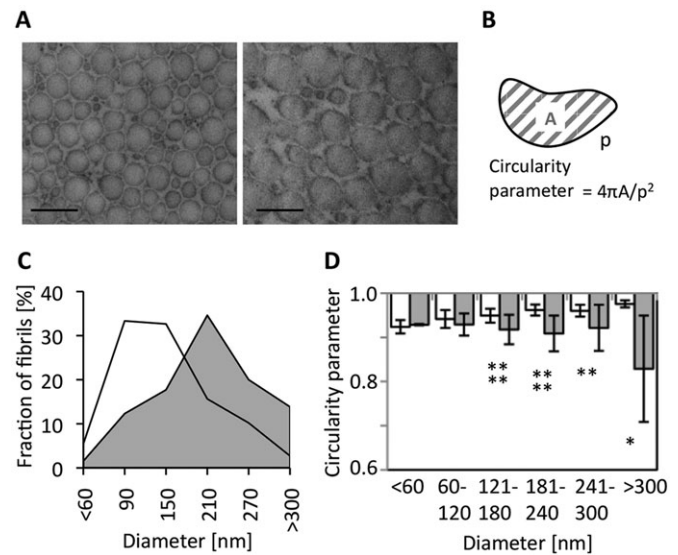 A
B
A
p
Circularity
parameter = 4πA/p²
C
Fraction of fibrils [%]
40
30
20
10
0
<60
90
150
210
270
>300
Diameter [nm]
D
Circularity parameter
1.0
0.8
0.6
**
**
**
**
**
*
<60
60-
120
121-
180
181-
240
241-
300
>300
Diameter [nm]